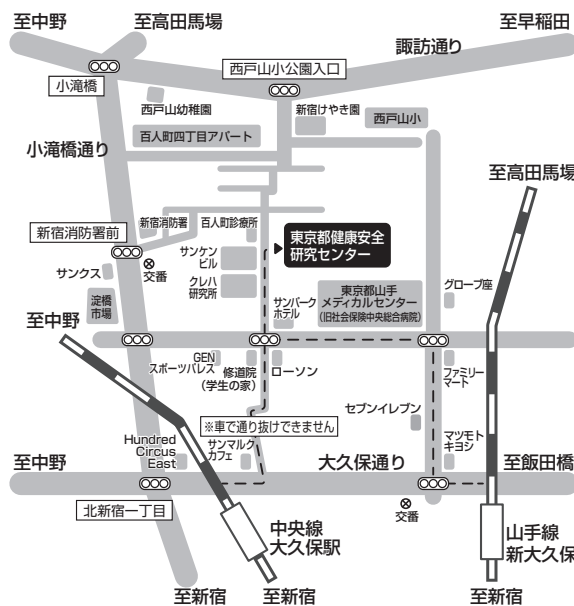 至中野
至高田馬場
至早稲田
諏訪通り
西戸山小公園入口
小滝橋
西戸山幼稚園
新宿けやき園
西戸山小
百人町四丁目アパート
小滝橋通り
至高田馬場
新宿消防署
百人町診療所
新宿消防署前
東京都健康安全
研究センター
サンケン
ビル
サンクス
交番
クレハ
研究所
東京都山手
メディカルセンター
(旧社会保険中央総合病院)
グローブ座
淀橋
市場
サンパーク
ホテル
至中野
GEN
スポーツパレス
修道院
(学生の家)
ローソン
ファミリー
マート
※車で通り抜けできません
セブンイレブン
Hundred
Circus
East
サンマルク
カフェ
マツモト
キヨシ
至中野
大久保通り
至飯田橋
北新宿一丁目
交番
中央線
大久保駅
山手線
新大久保
至新宿
至新宿
至新宿